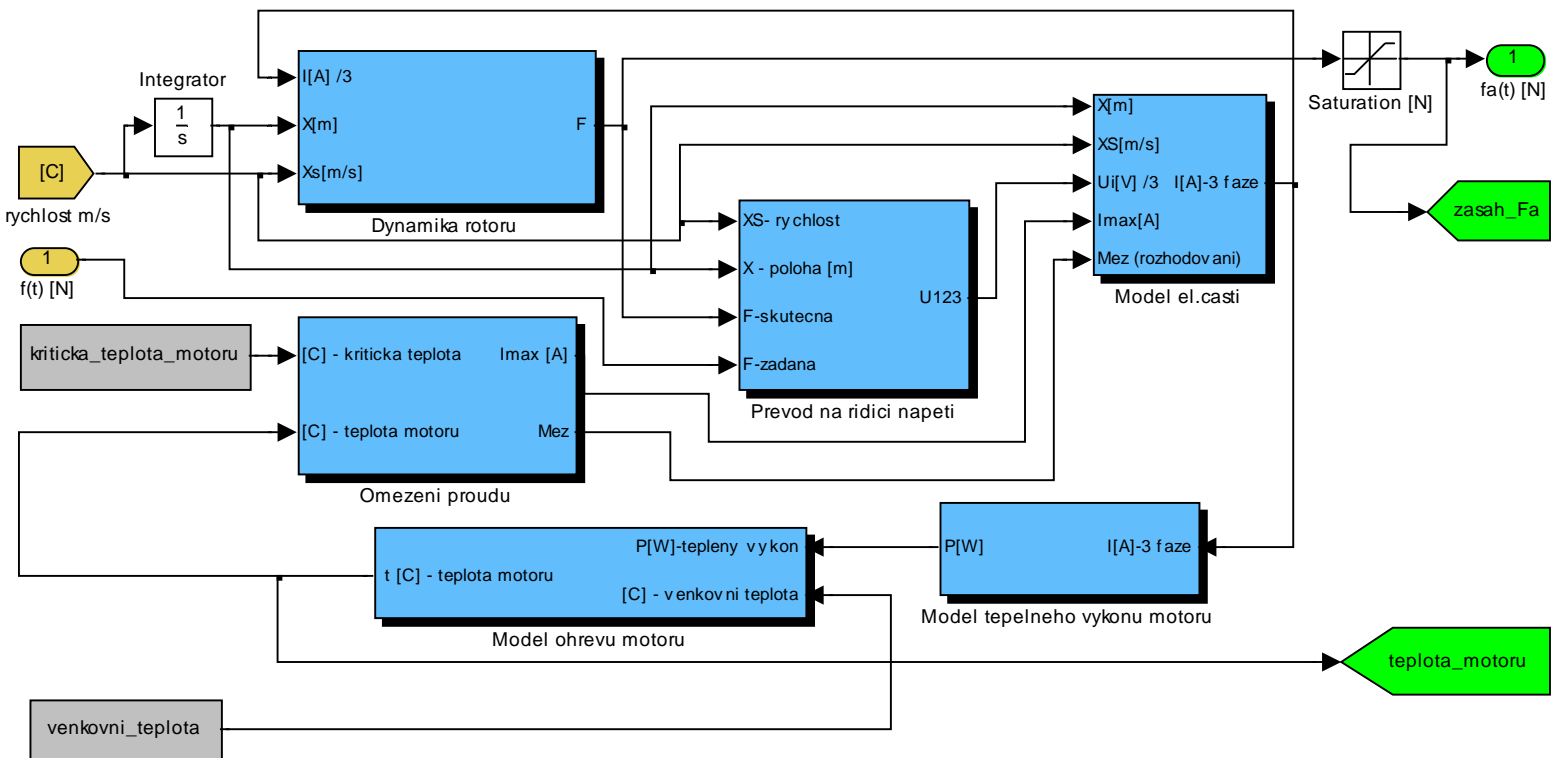 Integrator
1
s
[C]
rychlost m/s
1
f(t) [N]
I[A] /3
X[m]
Xs[m/s]
F
Dynamika rotoru
Saturation [N]
1
fa(t) [N]
zasah_Fa
X[m]
XS[m/s]
Ui[V] /3
I[A]-3 faze
Imax[A]
Mez (rozhodovani)
Model el.casti
XS- rychlost
X - poloha [m]
U123
F-skutecna
F-zadana
Prevod na ridici napeti
kriticka_teplota_motoru
[C] - kriticka teplota
Imax [A]
[C] - teplota motoru
Mez
Omezeni proudu
P[W]-tepleny vykon
t [C] - teplota motoru
[C] - venkovni teplota
Model ohrevu motoru
P[W]
I[A]-3 faze
Model tepelneho vykonu motoru
teplota_motoru
venkovni_teplota